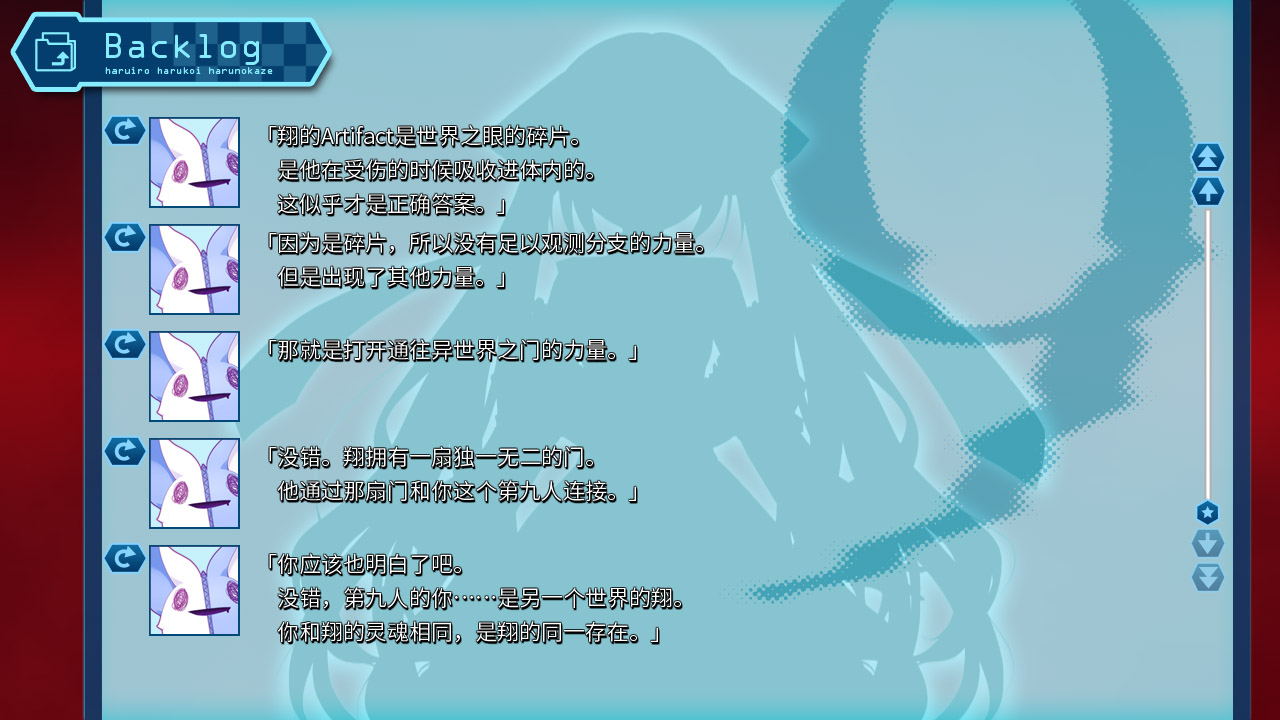 Backlog
haruiro harukoi harunokaze
「翔的Artifact是世界之眼的碎片。
是他在受伤的时候吸收进体内的。
这似乎才是正确答案。」
「因为是碎片，所以没有足以观测分支的力量。
但是出现了其他力量。」
「那就是打开通往异世界之门的力量。」
「没错。翔拥有一扇独一无二的门。
他通过那扇门和你这个第九人连接。」
「你应该也明白了吧。
没错，第九人的你……是另一个世界的翔。
你和翔的灵魂相同，是翔的同一存在。」